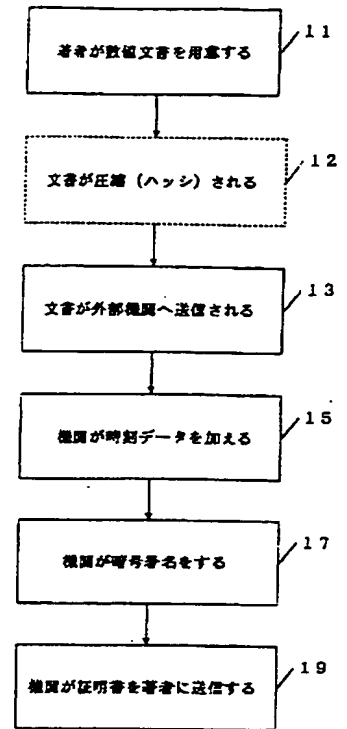 著者が数値文書を用意する
11
文書が圧縮（ハッシ）される
12
文書が外部機関へ送信される
13
機関が時刻データを加える
15
機関が暗号署名をする
17
機関が証明書を著者に送信する
19